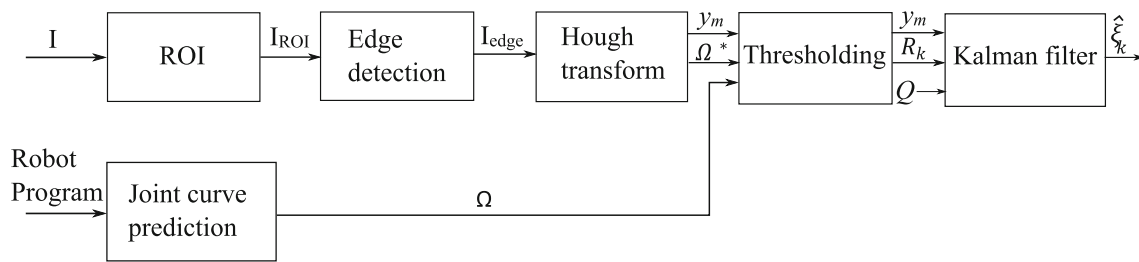 I
ROI
I_ROI
Edge
detection
I_edge
Hough
transform
y_m
Ω*
Thresholding
y_m
R_k
Q
Kalman filter
ξ̂_k
Robot
Program
Joint curve
prediction
Ω